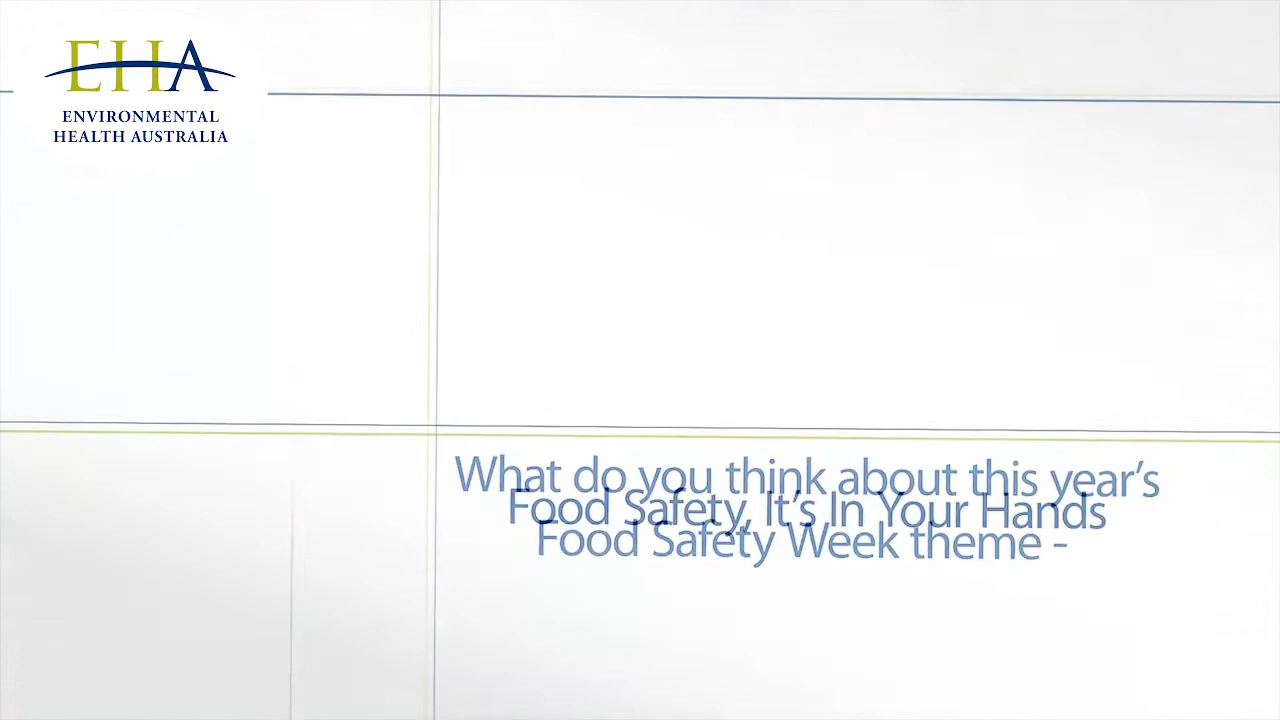 EHA
ENVIRONMENTAL
HEALTH AUSTRALIA
What do you think about this year's
Food Safety, It's In Your Hands
Food Safety Week theme -